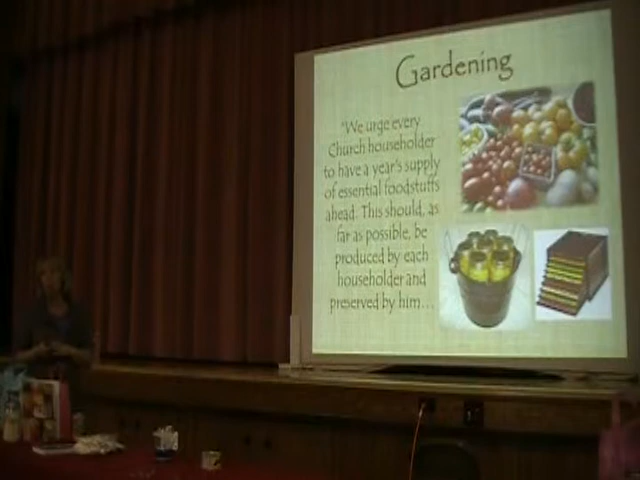 Gardening
"We urge every
Church householder
to have a year's supply
of essential foodstuffs
ahead. This should, as
far as possible, be
produced by each
householder and
preserved by him...